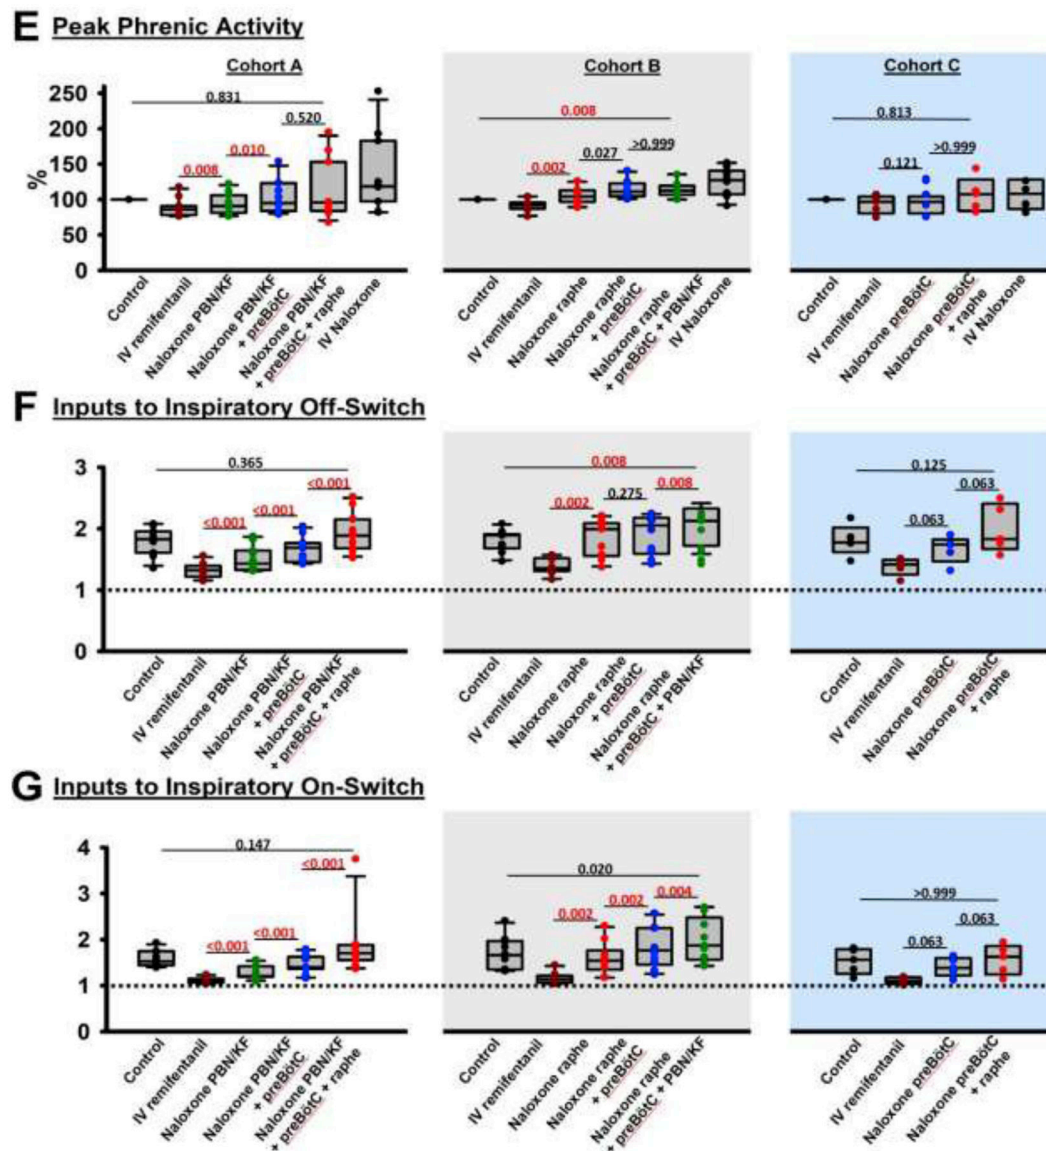 E Peak Phrenic Activity
Cohort A
Cohort B
Cohort C
%
250
200
150
100
50
0
0.831
0.520
0.010
0.008
0.008
>0.999
0.027
0.002
0.813
>0.999
0.121
Control
IV remifentanil
Naloxone PBN/KF
Naloxone PBN/KF
+ preBötC
Naloxone PBN/KF
+ preBötC + raphe
IV Naloxone
Control
IV remifentanil
Naloxone raphe
Naloxone raphe
+ preBötC
Naloxone raphe
+ preBötC + PBN/KF
IV Naloxone
Control
IV remifentanil
Naloxone preBötC
Naloxone preBötC
+ raphe
IV Naloxone
F Inputs to Inspiratory Off-Switch
3
2
1
0
0.365
<0.001
<0.001
<0.001
0.008
0.008
0.275
0.002
0.125
0.063
0.063
Control
IV remifentanil
Naloxone PBN/KF
Naloxone PBN/KF
+ preBötC
Naloxone PBN/KF
+ preBötC + raphe
Control
IV remifentanil
Naloxone raphe
Naloxone raphe
+ preBötC
Naloxone raphe
+ preBötC + PBN/KF
Control
IV remifentanil
Naloxone preBötC
Naloxone preBötC
+ raphe
G Inputs to Inspiratory On-Switch
4
3
2
1
0
0.147
<0.001
<0.001
<0.001
0.020
0.004
0.002
0.002
>0.999
0.063
0.063
Control
IV remifentanil
Naloxone PBN/KF
Naloxone PBN/KF
+ preBötC
Naloxone PBN/KF
+ preBötC + raphe
Control
IV remifentanil
Naloxone raphe
Naloxone raphe
+ preBötC
Naloxone raphe
+ preBötC + PBN/KF
Control
IV remifentanil
Naloxone preBötC
Naloxone preBötC
+ raphe